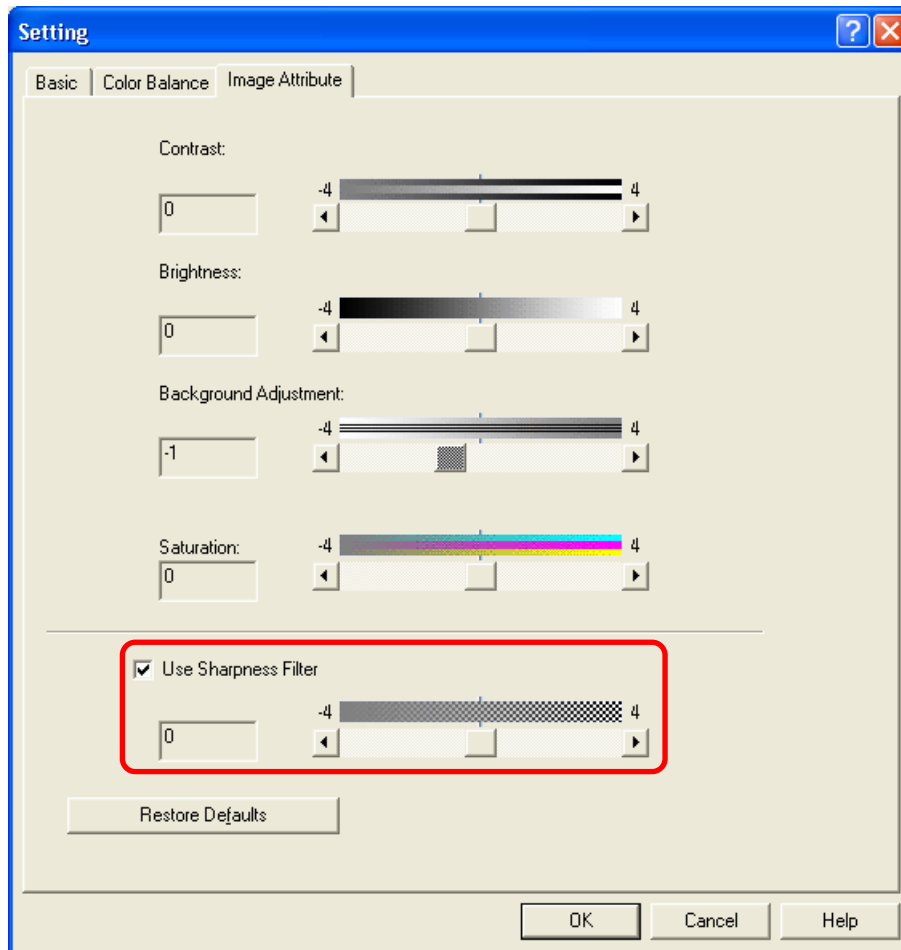 Setting
Basic Color Balance Image Attribute
Contrast:
-4 4
0
Brightness:
-4 4
0
Background Adjustment:
-4 4
-1
Saturation: -4 4
0
Use Sharpness Filter
-4 4
0
Restore Defaults
OK Cancel Help